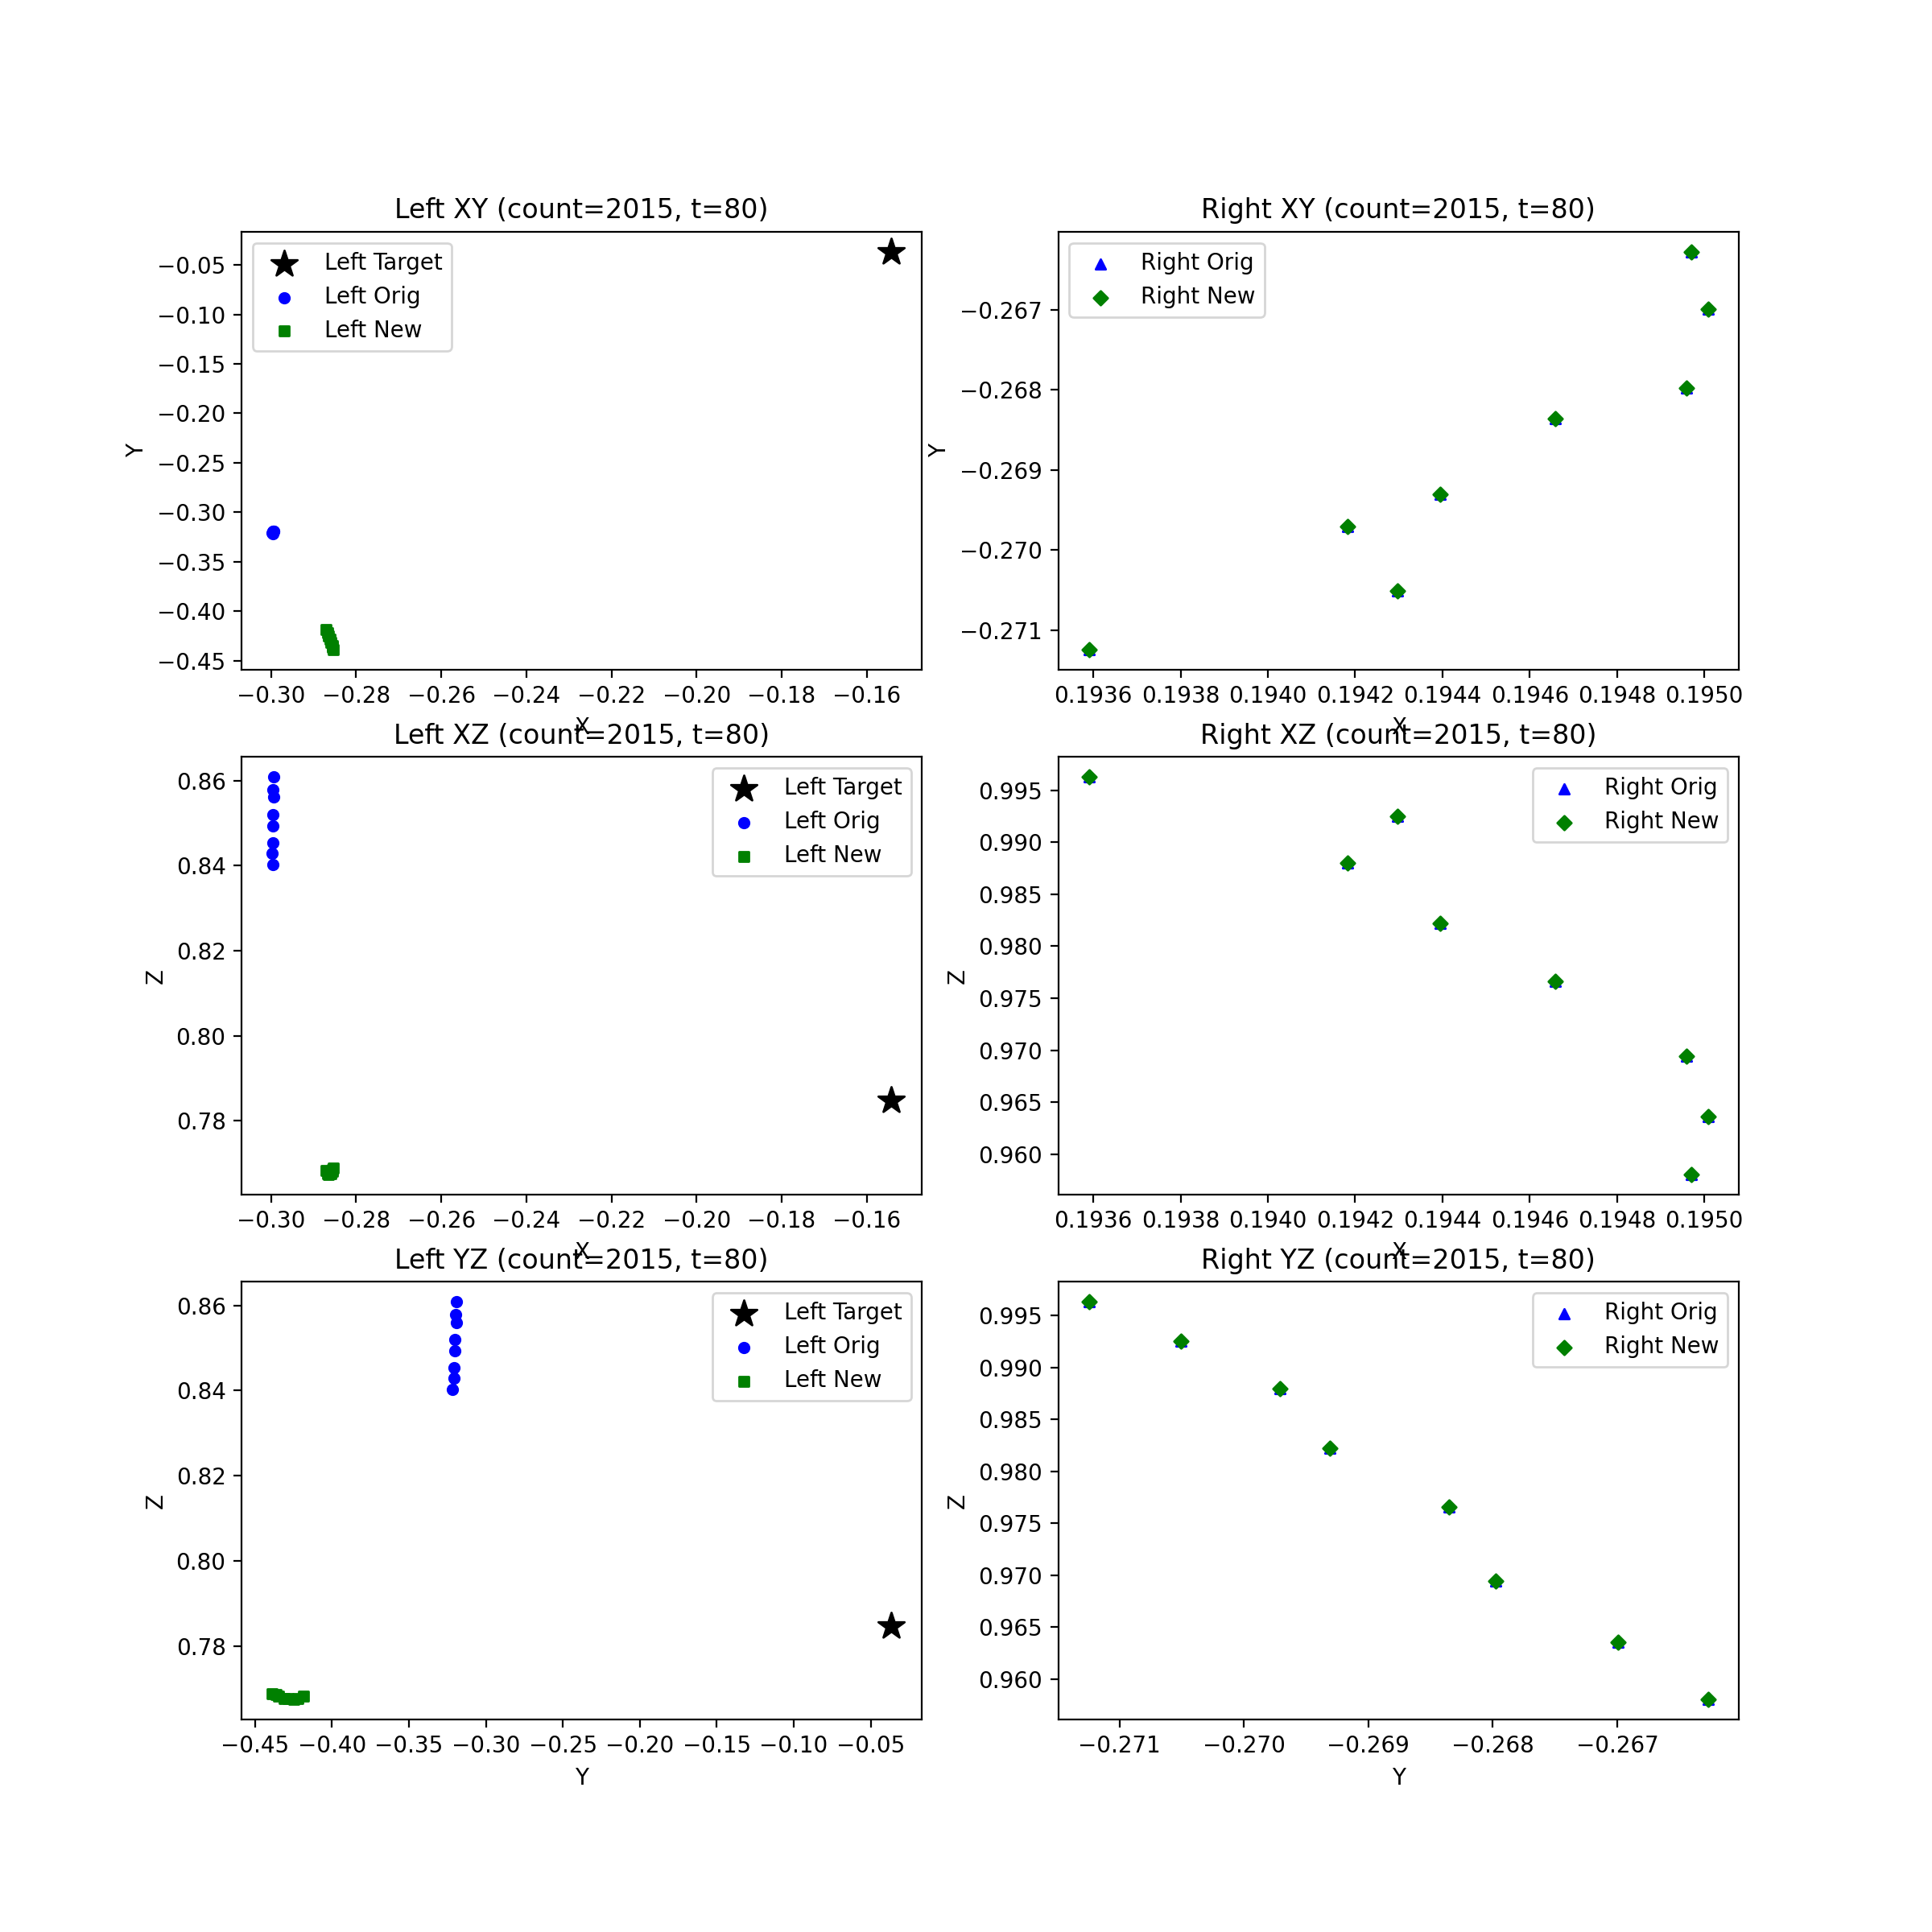 Left XY (count=2015, t=80)
Left Target
Left Orig
Left New
−0.05
−0.10
−0.15
−0.20
−0.25
−0.30
−0.35
−0.40
−0.45
Y
−0.30 −0.28 −0.26 −0.24 −0.22 −0.20 −0.18 −0.16
X
Right XY (count=2015, t=80)
Right Orig
Right New
−0.267
−0.268
−0.269
−0.270
−0.271
Y
0.1936 0.1938 0.1940 0.1942 0.1944 0.1946 0.1948 0.1950
X
Left XZ (count=2015, t=80)
Left Target
Left Orig
Left New
0.86
0.84
0.82
0.80
0.78
Z
−0.30 −0.28 −0.26 −0.24 −0.22 −0.20 −0.18 −0.16
X
Right XZ (count=2015, t=80)
Right Orig
Right New
0.995
0.990
0.985
0.980
0.975
0.970
0.965
0.960
Z
0.1936 0.1938 0.1940 0.1942 0.1944 0.1946 0.1948 0.1950
X
Left YZ (count=2015, t=80)
Left Target
Left Orig
Left New
0.86
0.84
0.82
0.80
0.78
Z
−0.45 −0.40 −0.35 −0.30 −0.25 −0.20 −0.15 −0.10 −0.05
Y
Right YZ (count=2015, t=80)
Right Orig
Right New
0.995
0.990
0.985
0.980
0.975
0.970
0.965
0.960
Z
−0.271 −0.270 −0.269 −0.268 −0.267
Y